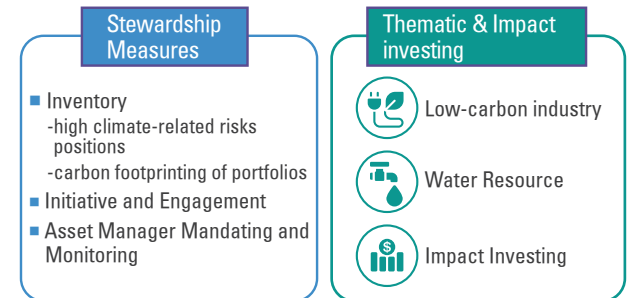 Stewardship
Measures
Inventory
-high climate-related risks
positions
-carbon footprinting of portfolios
Initiative and Engagement
Asset Manager Mandating and
Monitoring
Thematic & Impact
investing
Low-carbon industry
Water Resource
$
Impact Investing